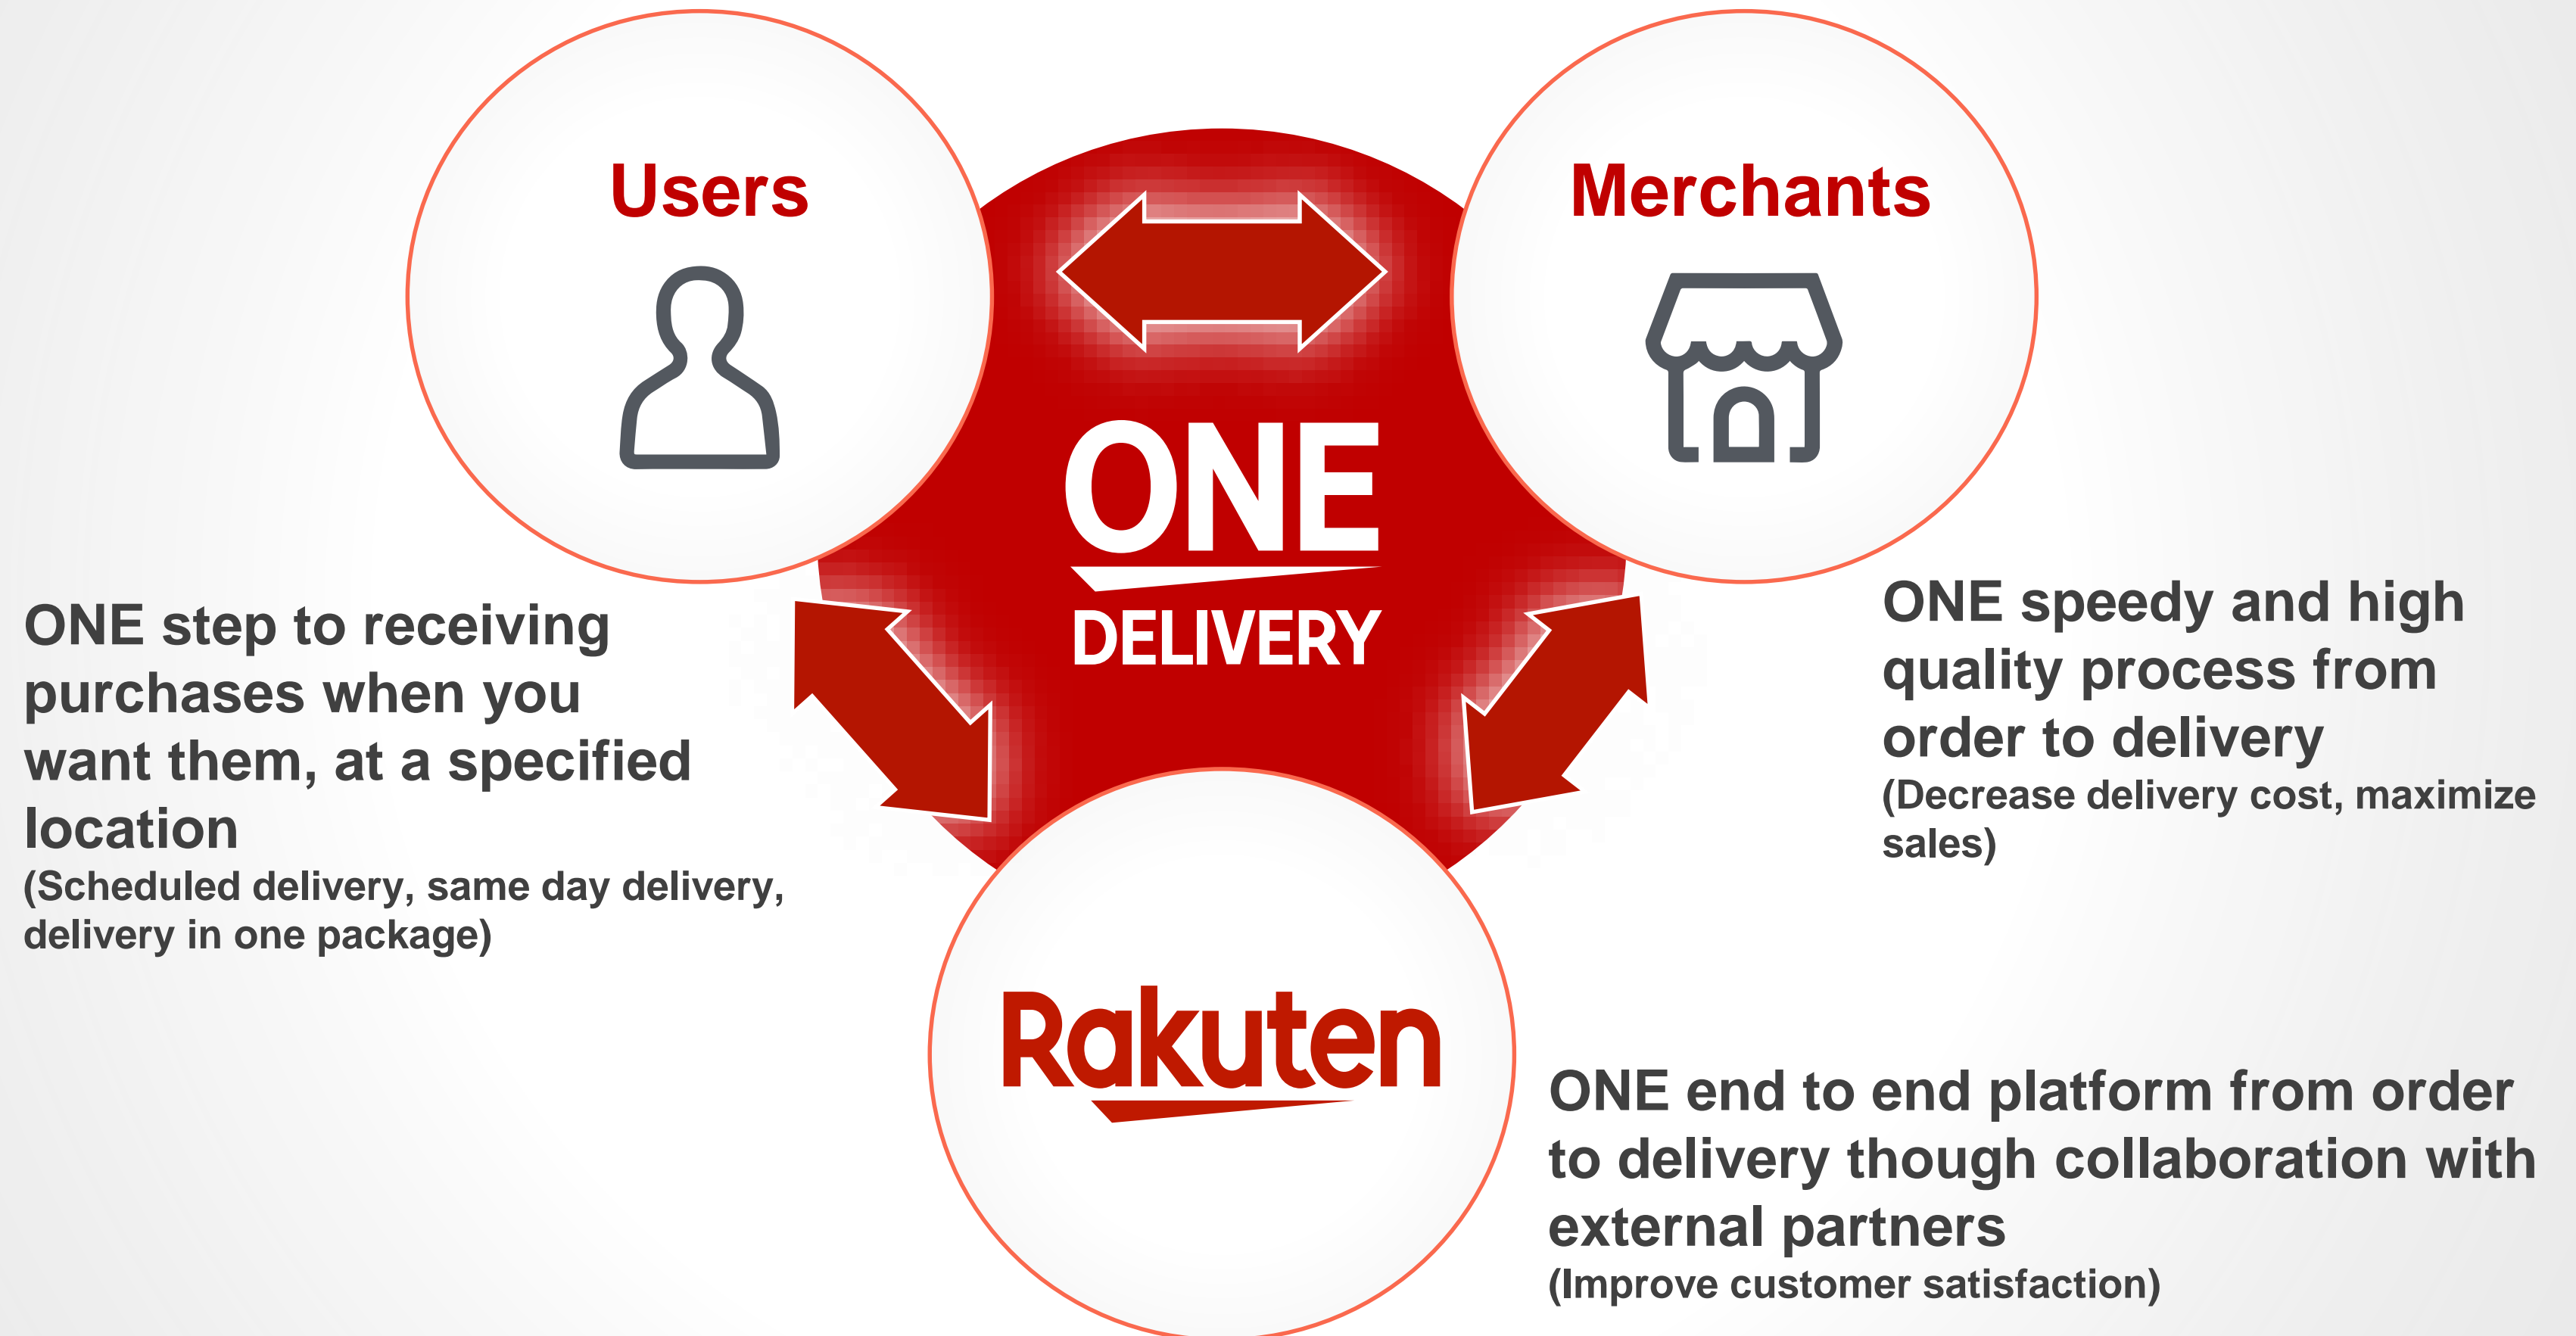 Users
Merchants
ONE
DELIVERY
ONE step to receiving
purchases when you
want them, at a specified
location
(Scheduled delivery, same day delivery,
delivery in one package)
ONE speedy and high
quality process from
order to delivery
(Decrease delivery cost, maximize
sales)
Rakuten
ONE end to end platform from order
to delivery though collaboration with
external partners
(Improve customer satisfaction)